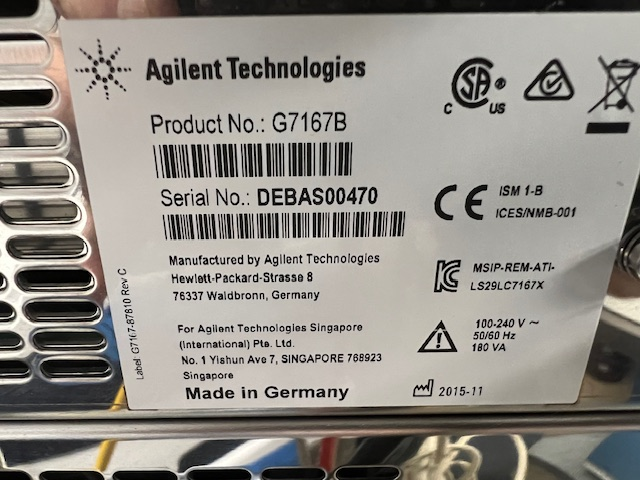 Agilent Technologies
Product No.: G7167B
Serial No.: DEBAS00470
Manufactured by Agilent Technologies
Hewlett-Packard-Strasse 8
76337 Waldbronn, Germany
For Agilent Technologies Singapore
(International) Pte. Ltd.
No. 1 Yishun Ave 7, SINGAPORE 768923
Singapore
Made in Germany
Label: G7167-87810 Rev C
C SA ® US
CE
ISM 1-B
ICES/NMB-001
MSIP-REM-ATI-
LS29LC7167X
100-240 V ~
50/60 Hz
180 VA
2015-11